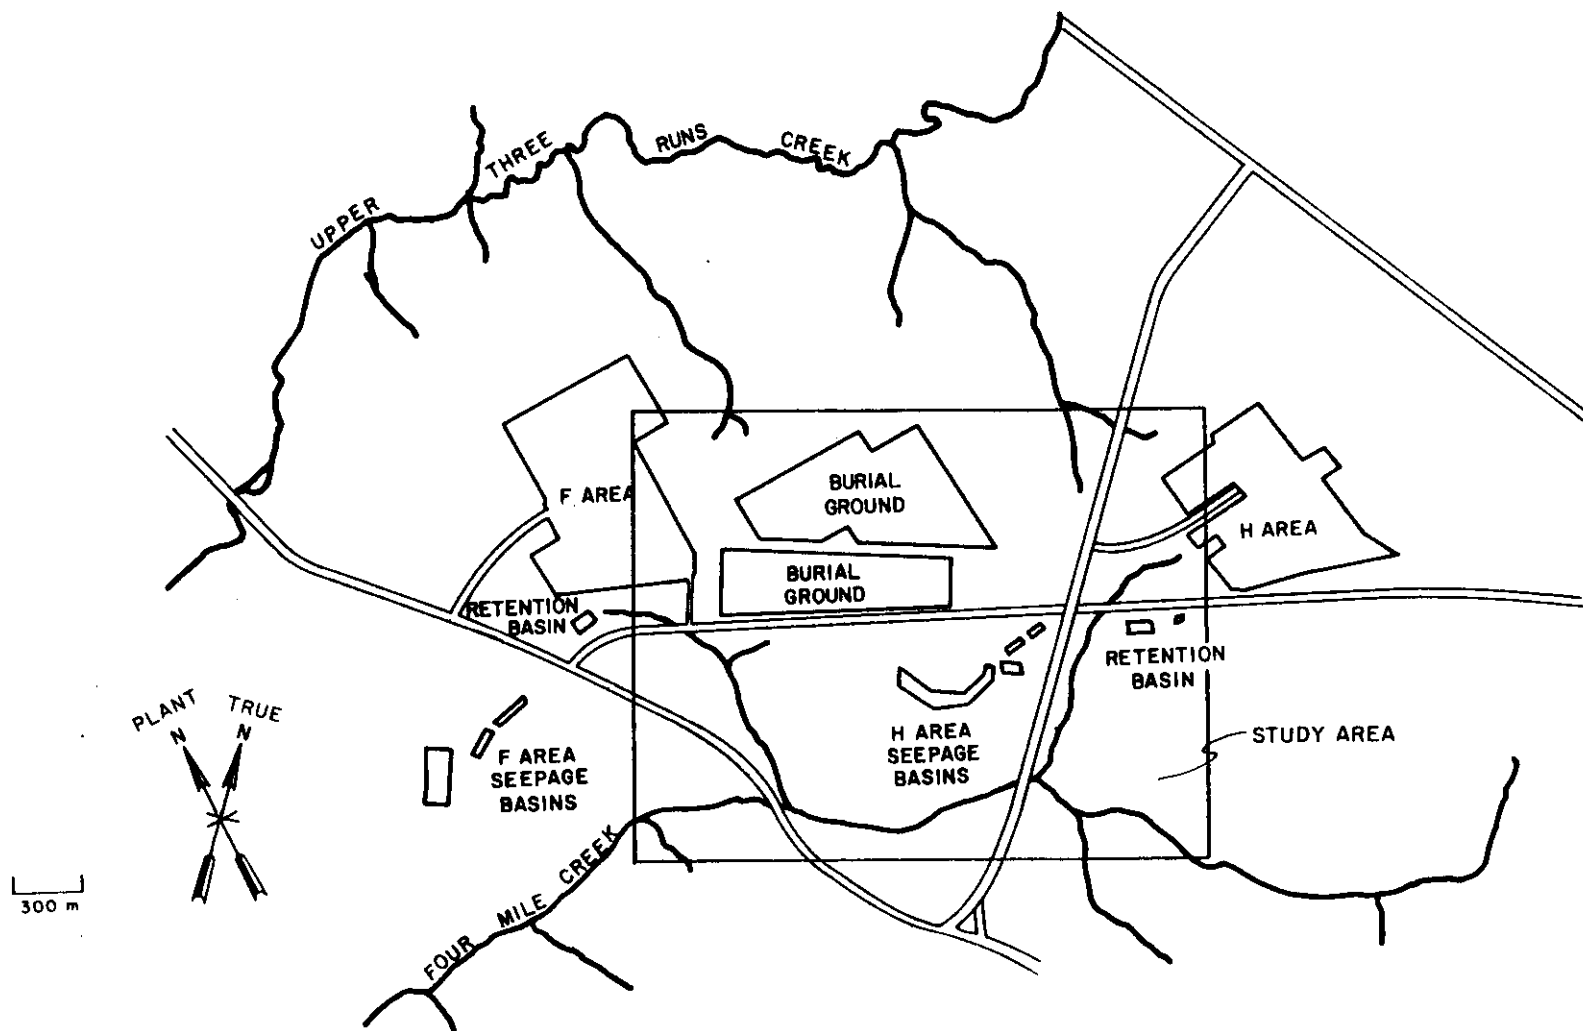 UPPER THREE RUNS CREEK
F AREA
BURIAL
GROUND
H AREA
BURIAL
GROUND
RETENTION
BASIN
RETENTION
BASIN
PLANT
N
TRUE
N
F AREA
SEEPAGE
BASINS
H AREA
SEEPAGE
BASINS
STUDY AREA
FOUR MILE CREEK
300 m